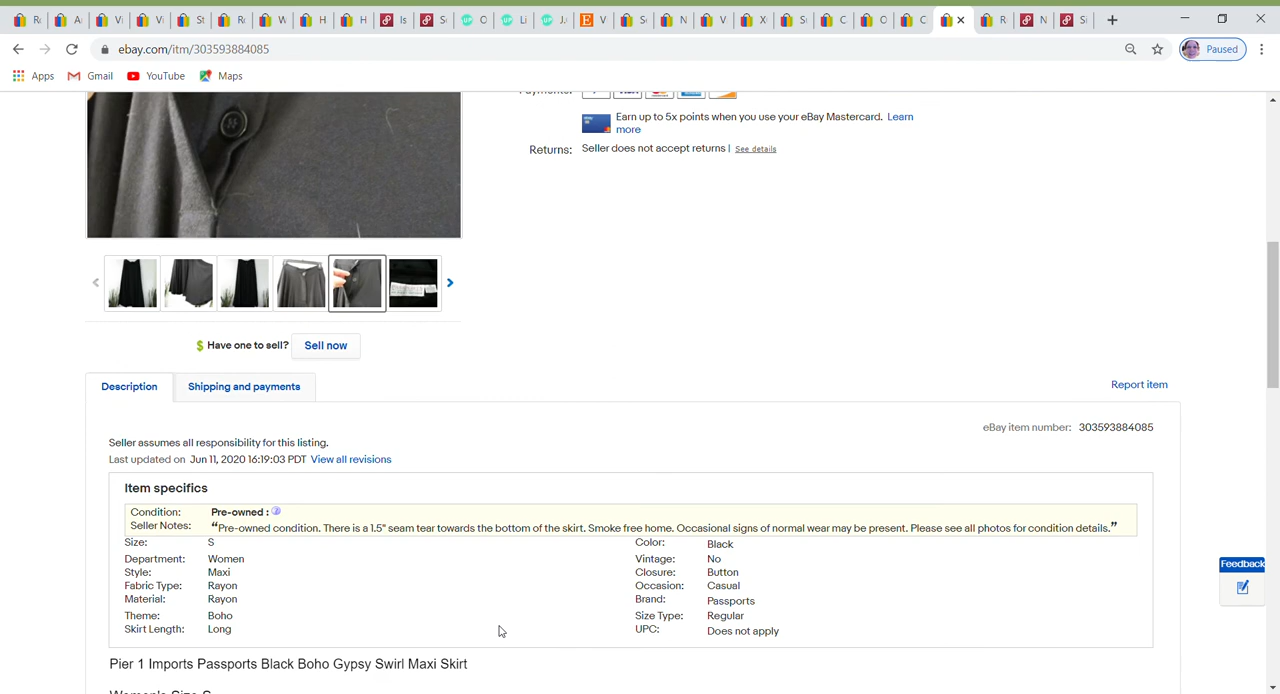 ebay.com/itm/303593884085
Paused
Apps Gmail YouTube Maps
Earn up to 5x points when you use your eBay Mastercard. Learn more
Returns: Seller does not accept returns | See details
Have one to sell? Sell now
Description Shipping and payments Report item
eBay item number: 303593884085
Seller assumes all responsibility for this listing.
Last updated on Jun 11, 2020 16:19:03 PDT View all revisions
Item specifics
Condition: Pre-owned :
Seller Notes: “Pre-owned condition. There is a 1.5" seam tear towards the bottom of the skirt. Smoke free home. Occasional signs of normal wear may be present. Please see all photos for condition details.”
Size: S Color: Black
Department: Women Vintage: No
Style: Maxi Closure: Button
Fabric Type: Rayon Occasion: Casual
Material: Rayon Brand: Passports
Theme: Boho Size Type: Regular
Skirt Length: Long UPC: Does not apply
Feedback
Pier 1 Imports Passports Black Boho Gypsy Swirl Maxi Skirt
Women's Size S